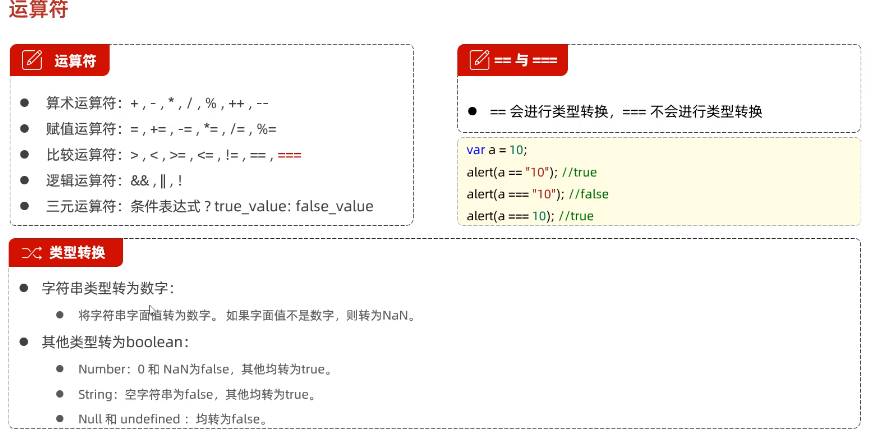 运算符
运算符
算术运算符：+ , - , * , / , % , ++ , --
赋值运算符：= , += , -= , *= , /= , %=
比较运算符：> , < , >= , <= , != , == , ===
逻辑运算符：&& , || , !
三元运算符：条件表达式 ? true_value: false_value
== 与 ===
== 会进行类型转换，=== 不会进行类型转换
var a = 10;
alert(a == "10"); //true
alert(a === "10"); //false
alert(a === 10); //true
类型转换
字符串类型转为数字：
将字符串字面值转为数字。 如果字面值不是数字，则转为NaN。
其他类型转为boolean：
Number：0 和 NaN为false，其他均转为true。
String：空字符串为false，其他均转为true。
Null 和 undefined ：均转为false。